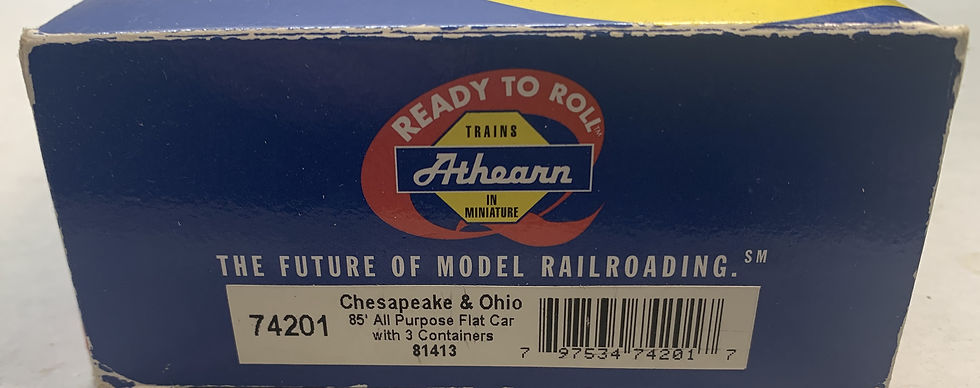 READY TO ROLL™
TRAINS
Athearn
IN
MINIATURE
THE FUTURE OF MODEL RAILROADING.℠
74201
Chesapeake & Ohio
85' All Purpose Flat Car
with 3 Containers
81413
7 97534 74201 7